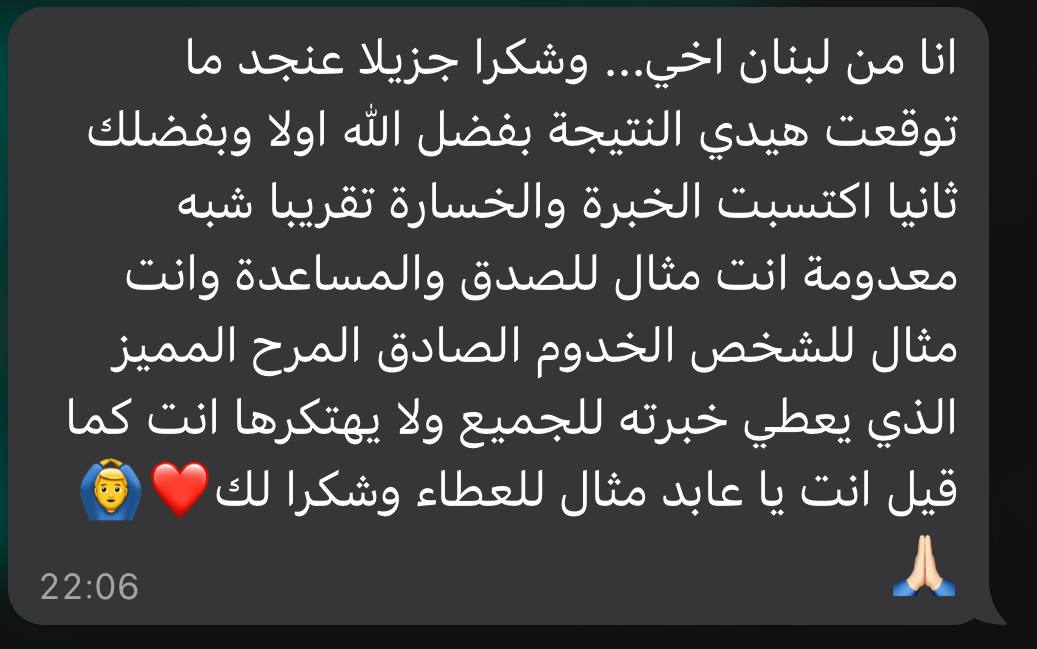 انا من لبنان اخي... وشكرا جزيلا عنجد ما
توقعت هيدي النتيجة بفضل الله اولا وبفضلك
ثانيا اكتسبت الخبرة والخسارة تقريبا شبه
معدومة انت مثال للصدق والمساعدة وانت
مثال للشخص الخدوم الصادق المرح المميز
الذي يعطي خبرته للجميع ولا يهتكرها انت كما
قيل انت يا عابد مثال للعطاء وشكرا لك❤️🙆‍♂️
🙏🏻
22:06